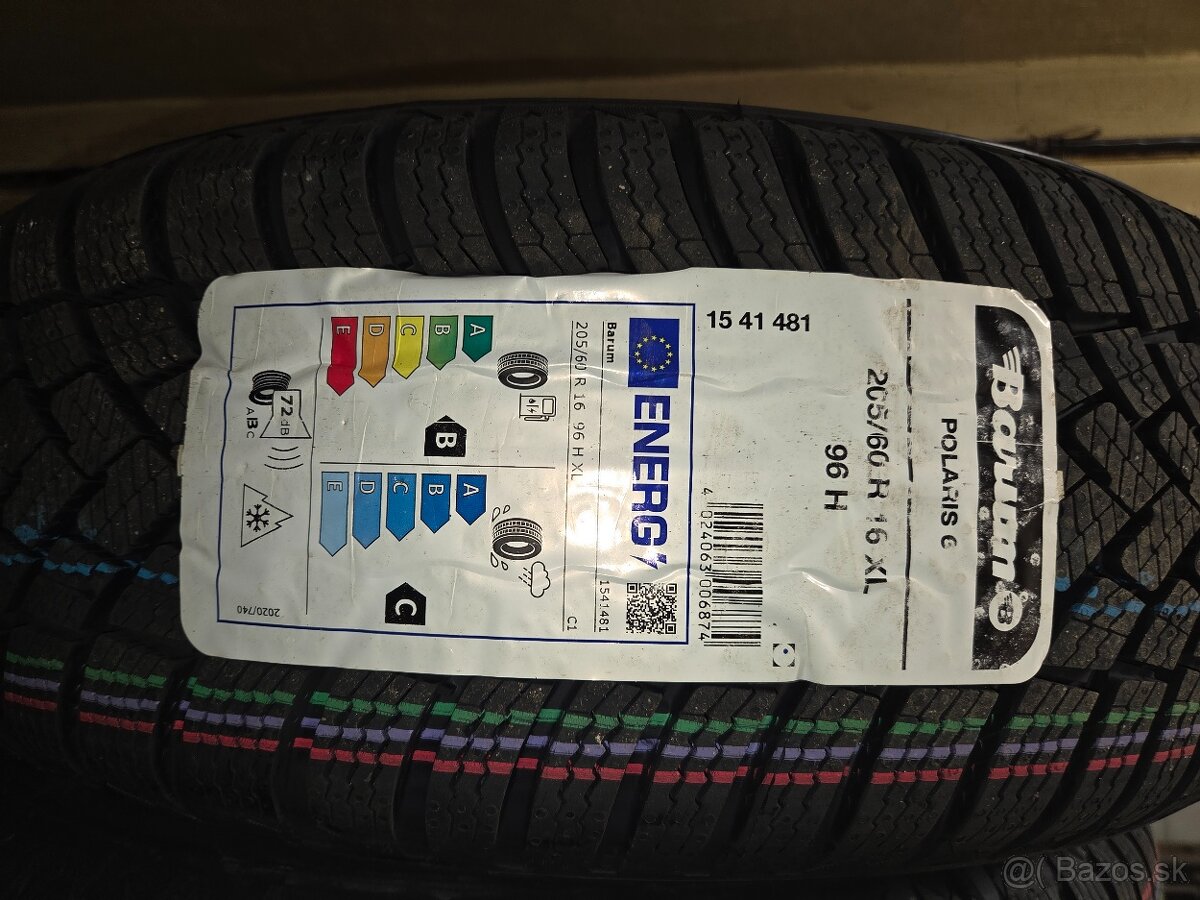 Barum
POLARIS 6
205/60 R 16 XL
96 H
15 41 481
4 024063 006874
ENERG
Barum
1541481
205/60 R 16 96 H XL
C1
A
B
C
D
E
B
A
B
C
D
E
C
72 dB
ABC
2020/740
@( Bazos.sk